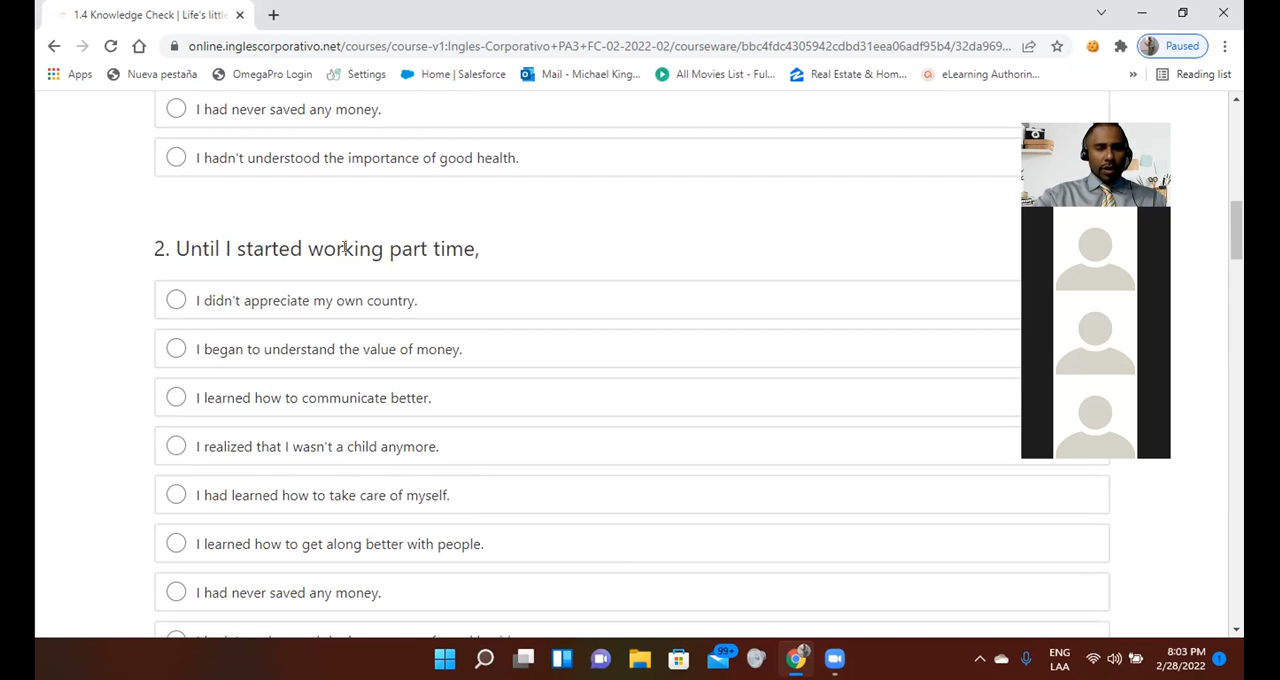 1.4 Knowledge Check | Life's little
online.inglescorporativo.net/courses/course-v1:Ingles-Corporativo+PA3+FC-02-2022-02/courseware/bbc4fdc4305942cdbd31eea06adf95b4/32da969...
Paused
Apps Nueva pestaña OmegaPro Login Settings Home | Salesforce Mail - Michael King... All Movies List - Ful... Real Estate & Hom... eLearning Authorin... » Reading list
I had never saved any money.
I hadn't understood the importance of good health.
2. Until I started working part time,
I didn't appreciate my own country.
I began to understand the value of money.
I learned how to communicate better.
I realized that I wasn't a child anymore.
I had learned how to take care of myself.
I learned how to get along better with people.
I had never saved any money.
99+
ENG
LAA
8:03 PM
2/28/2022
1